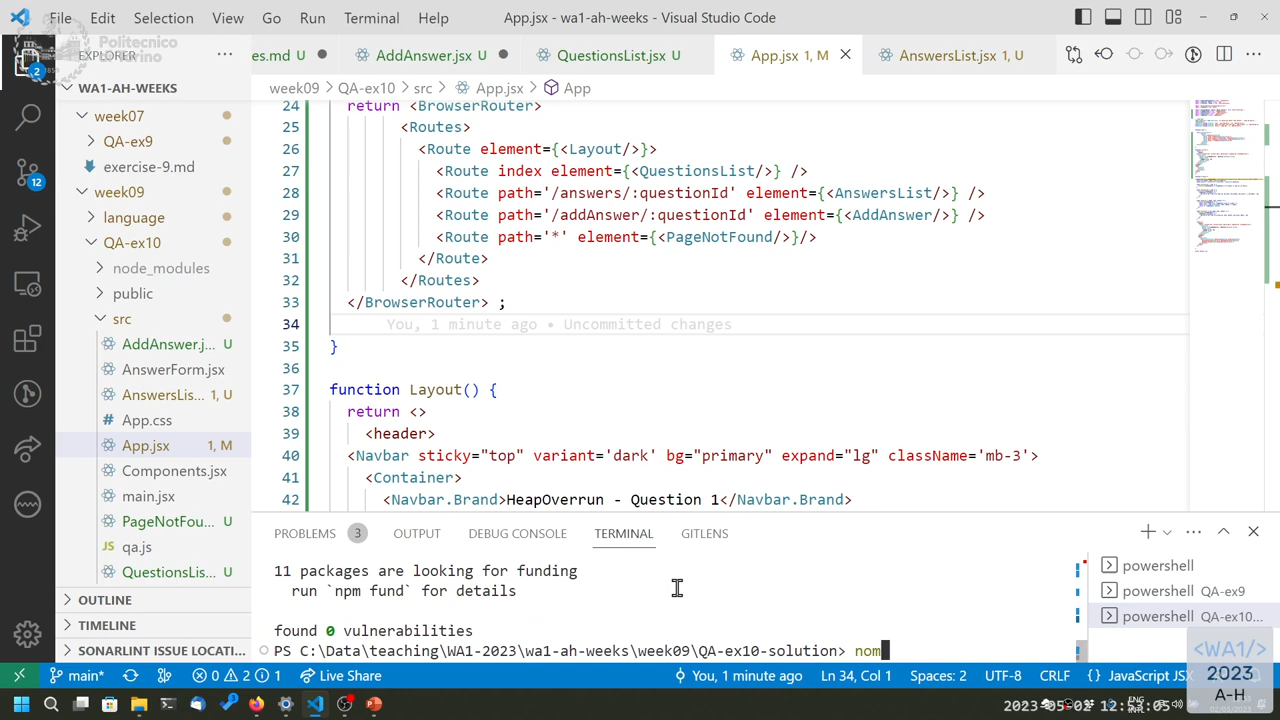 File Edit Selection View Go Run Terminal Help App.jsx - wa1-ah-weeks - Visual Studio Code
Politecnico
EXPLORER ··· es.md AddAnswer.jsx U QuestionsList.jsx U App.jsx 1, M AnswersList.jsx 1, U
2
WA1-AH-WEEKS week09 > QA-ex10 > src > App.jsx > App
week07
QA-ex9
exercise-9.md
week09
language
QA-ex10
node_modules
public
src
AddAnswer.j... U
AnswerForm.jsx
AnswersLis... 1, U
App.css
App.jsx 1, M
Components.jsx
main.jsx
PageNotFou... U
qa.js
QuestionsLis... U
OUTLINE
TIMELINE
SONARLINT ISSUE LOCATI...
12
24 return <BrowserRouter>
25 <Routes>
26 <Route element={<Layout/>}>
27 <Route index element={<QuestionsList/>} />
28 <Route path='/answers/:questionId' element={<AnswersList/>} />
29 <Route path='/addAnswer/:questionId' element={<AddAnswer/>} />
30 <Route path='*' element={<PageNotFound/>}/>
31 </Route>
32 </Routes>
33 </BrowserRouter> ;
34 You, 1 minute ago • Uncommitted changes
35 }
36
37 function Layout() {
38 return <>
39 <header>
40 <Navbar sticky="top" variant='dark' bg="primary" expand="lg" className='mb-3'>
41 <Container>
42 <Navbar.Brand>HeapOverrun - Question 1</Navbar.Brand>
PROBLEMS 3 OUTPUT DEBUG CONSOLE TERMINAL GITLENS
11 packages are looking for funding
run `npm fund` for details
found 0 vulnerabilities
PS C:\Data\teaching\WA1-2023\wa1-ah-weeks\week09\QA-ex10-solution> nom
powershell
powershell QA-ex9
powershell QA-ex10...
main* 0 2 1 Live Share You, 1 minute ago Ln 34, Col 1 Spaces: 2 UTF-8 CRLF {} JavaScript JSX
<WA1/>
2023
A-H
ENG